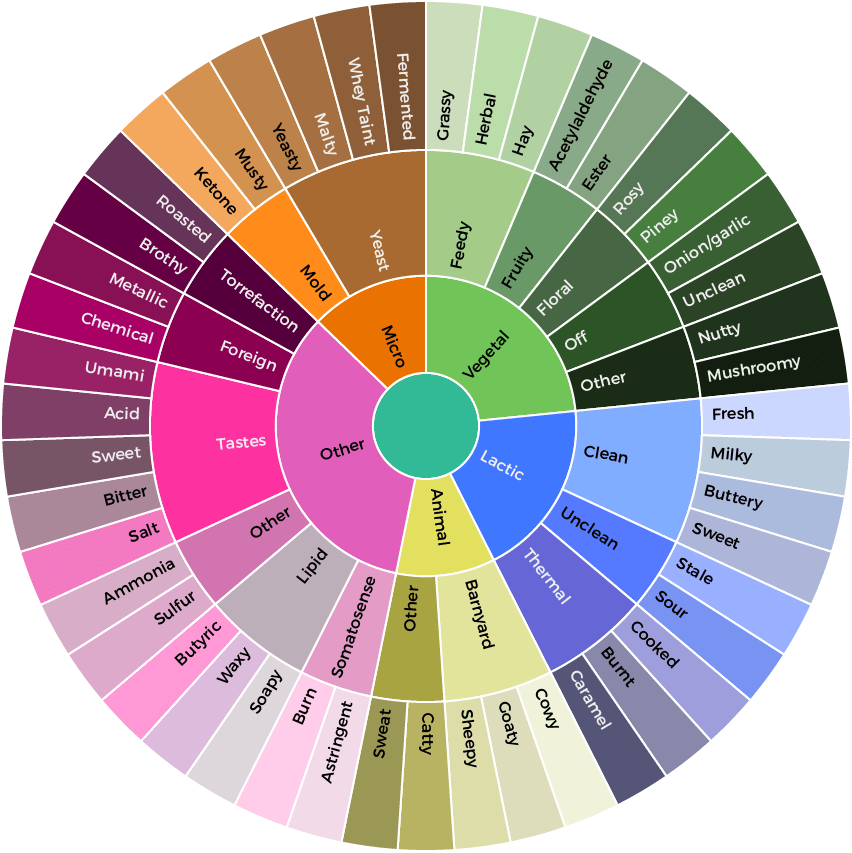 Vegetal
Lactic
Animal
Other
Micro
Feedy
Fruity
Floral
Off
Other
Clean
Unclean
Thermal
Barnyard
Other
Somatosense
Lipid
Other
Tastes
Foreign
Torrefaction
Mold
Yeast
Grassy
Herbal
Hay
Acetylaldehyde
Ester
Rosy
Piney
Onion/garlic
Unclean
Nutty
Mushroomy
Fresh
Milky
Buttery
Sweet
Stale
Sour
Cooked
Burnt
Caramel
Cowy
Goaty
Sheepy
Catty
Sweat
Astringent
Burn
Soapy
Waxy
Butyric
Sulfur
Ammonia
Salt
Bitter
Sweet
Acid
Umami
Chemical
Metallic
Brothy
Roasted
Ketone
Musty
Yeasty
Malty
Whey Taint
Fermented